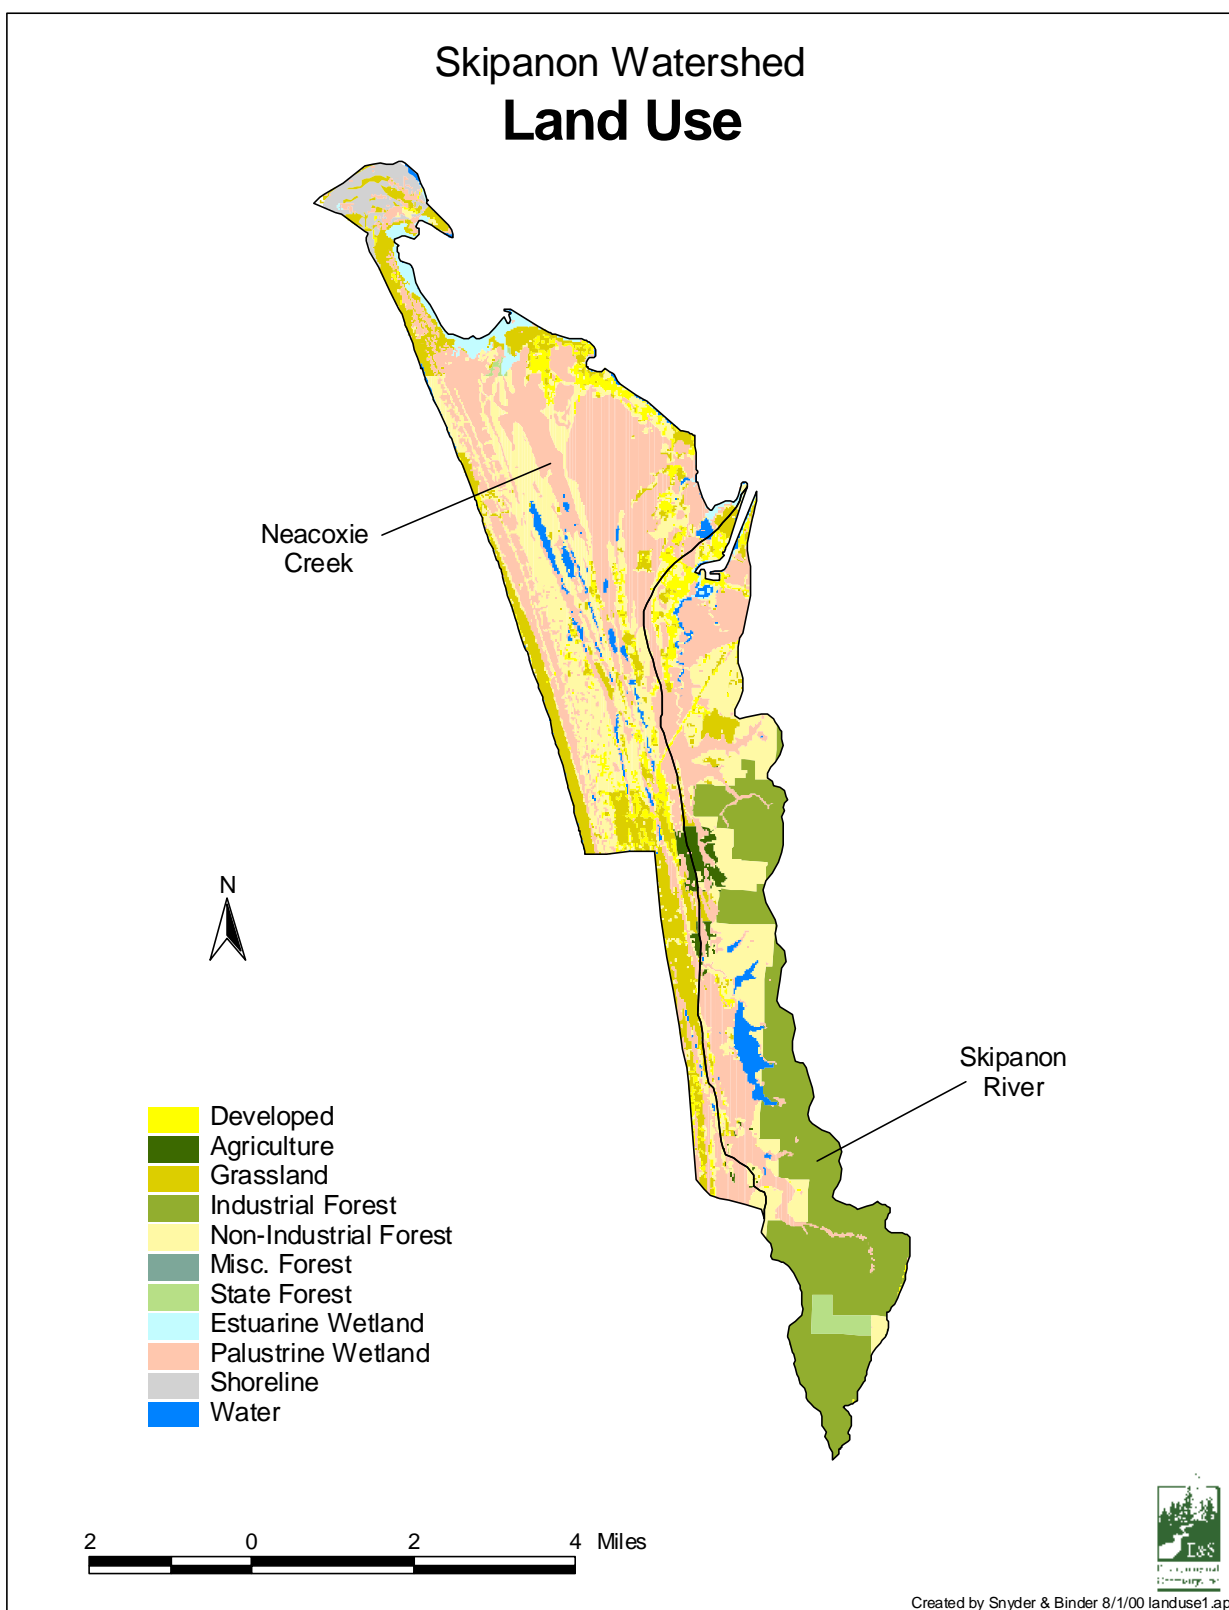 Skipanon Watershed
Land Use
Neacoxie
Creek
N
Skipanon
River
Developed
Agriculture
Grassland
Industrial Forest
Non-Industrial Forest
Misc. Forest
State Forest
Estuarine Wetland
Palustrine Wetland
Shoreline
Water
2 0 2 4 Miles
E&S
Created by Snyder & Binder 8/1/00 landuse1.ap